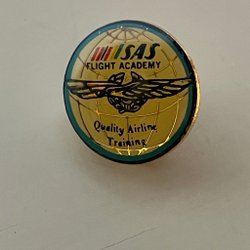 SAS
FLIGHT ACADEMY
Quality Airline
Training